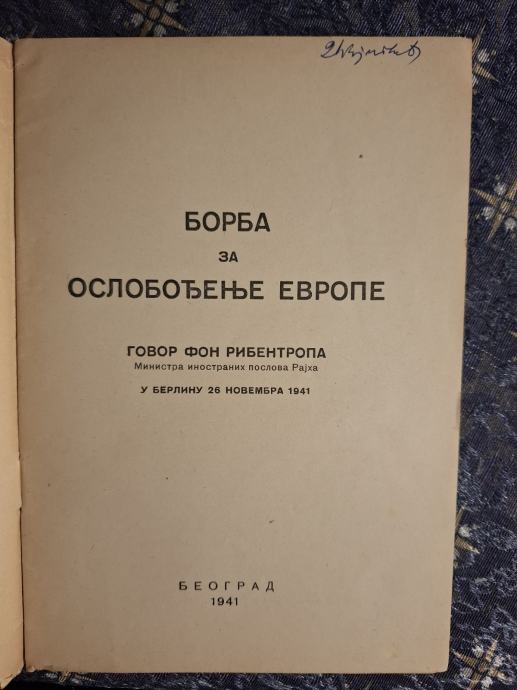 БОРБА
ЗА
ОСЛОБОЂЕЊЕ ЕВРОПЕ
ГОВОР ФОН РИБЕНТРОПА
Министра иностраних послова Рајха
У БЕРЛИНУ 26 НОВЕМБРА 1941
БЕОГРАД
1941